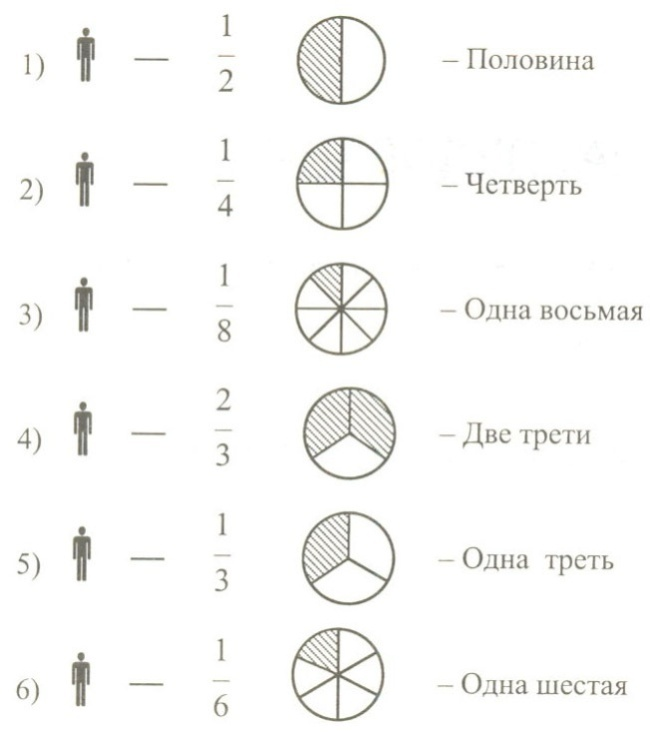 1) — 1/2 – Половина
2) — 1/4 – Четверть
3) — 1/8 – Одна восьмая
4) — 2/3 – Две трети
5) — 1/3 – Одна треть
6) — 1/6 – Одна шестая